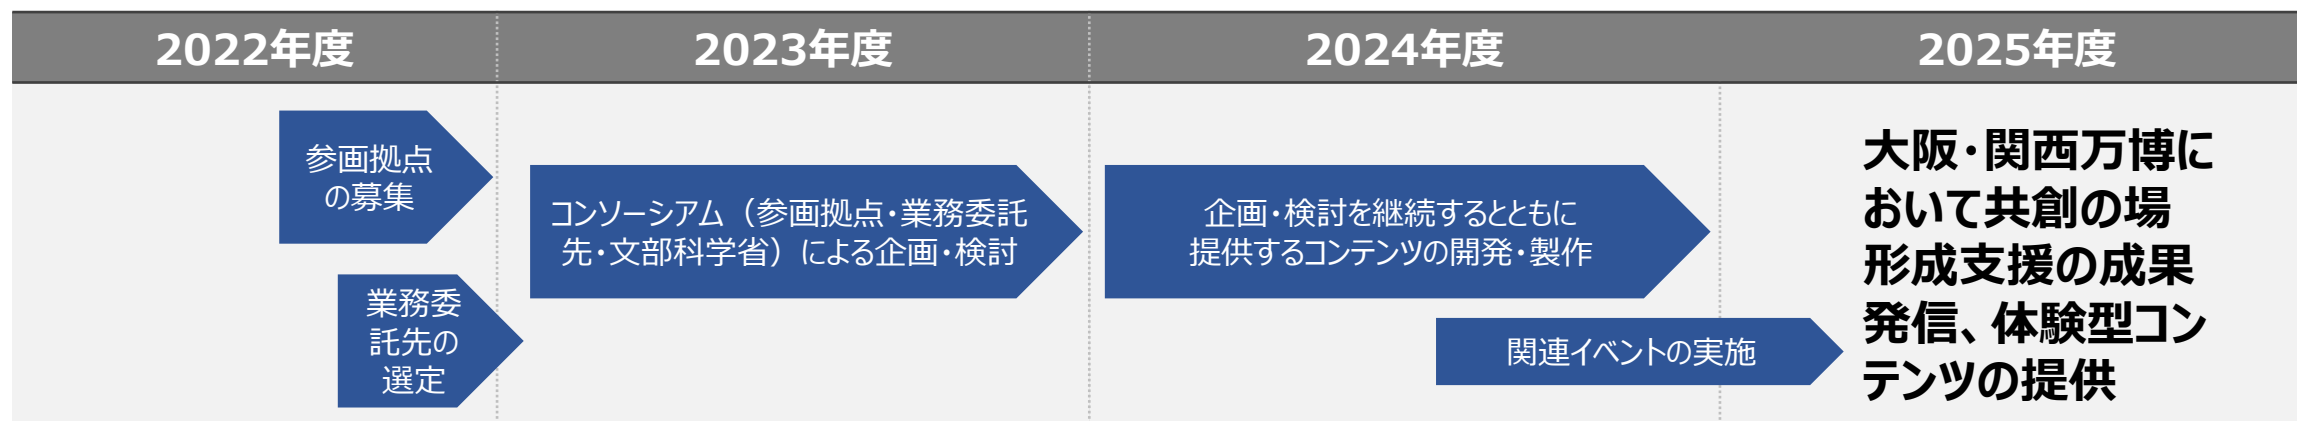 2022年度
2023年度
2024年度
2025年度
参画拠点
の募集
業務委
託先の
選定
コンソーシアム（参画拠点・業務委託
先・文部科学省）による企画・検討
企画・検討を継続するとともに
提供するコンテンツの開発・製作
関連イベントの実施
大阪・関西万博に
おいて共創の場
形成支援の成果
発信、体験型コン
テンツの提供